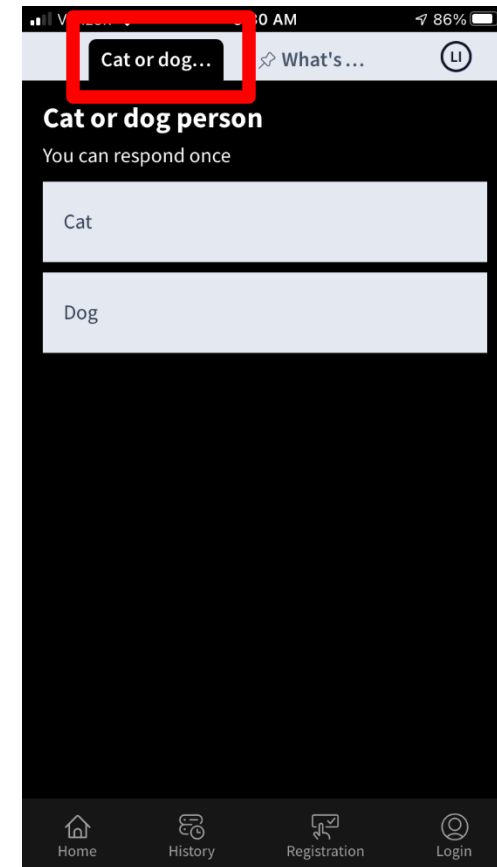 AM 86%
Cat or dog... What's ... LI
Cat or dog person
You can respond once
Cat
Dog
Home History Registration Login